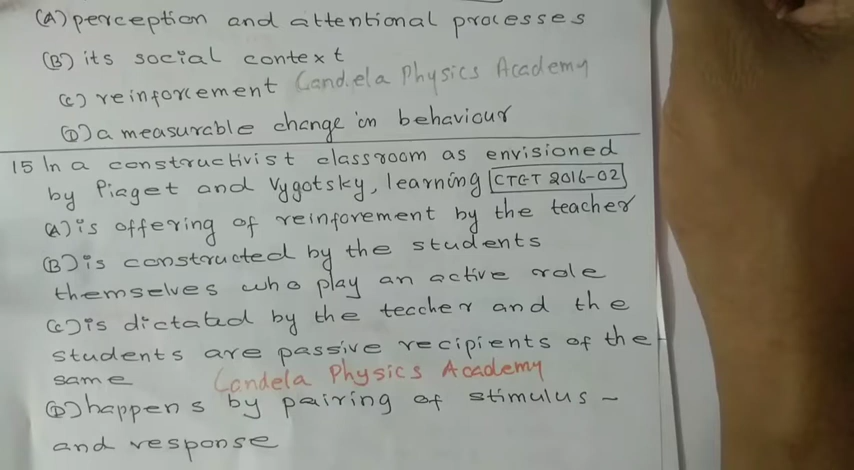 (A) perception and attentional processes
(B) its social context
(C) reinforcement Candela Physics Academy
(D) a measurable change in behaviour
15 In a constructivist classroom as envisioned
by Piaget and Vygotsky, learning CTET 2016-02
(A) is offering of reinforement by the teacher
(B) is constructed by the students
themselves who play an active role
(C) is dictated by the teccher and the
students are passive recipients of the
same Candela Physics Academy
(D) happens by pairing of stimulus -
and response